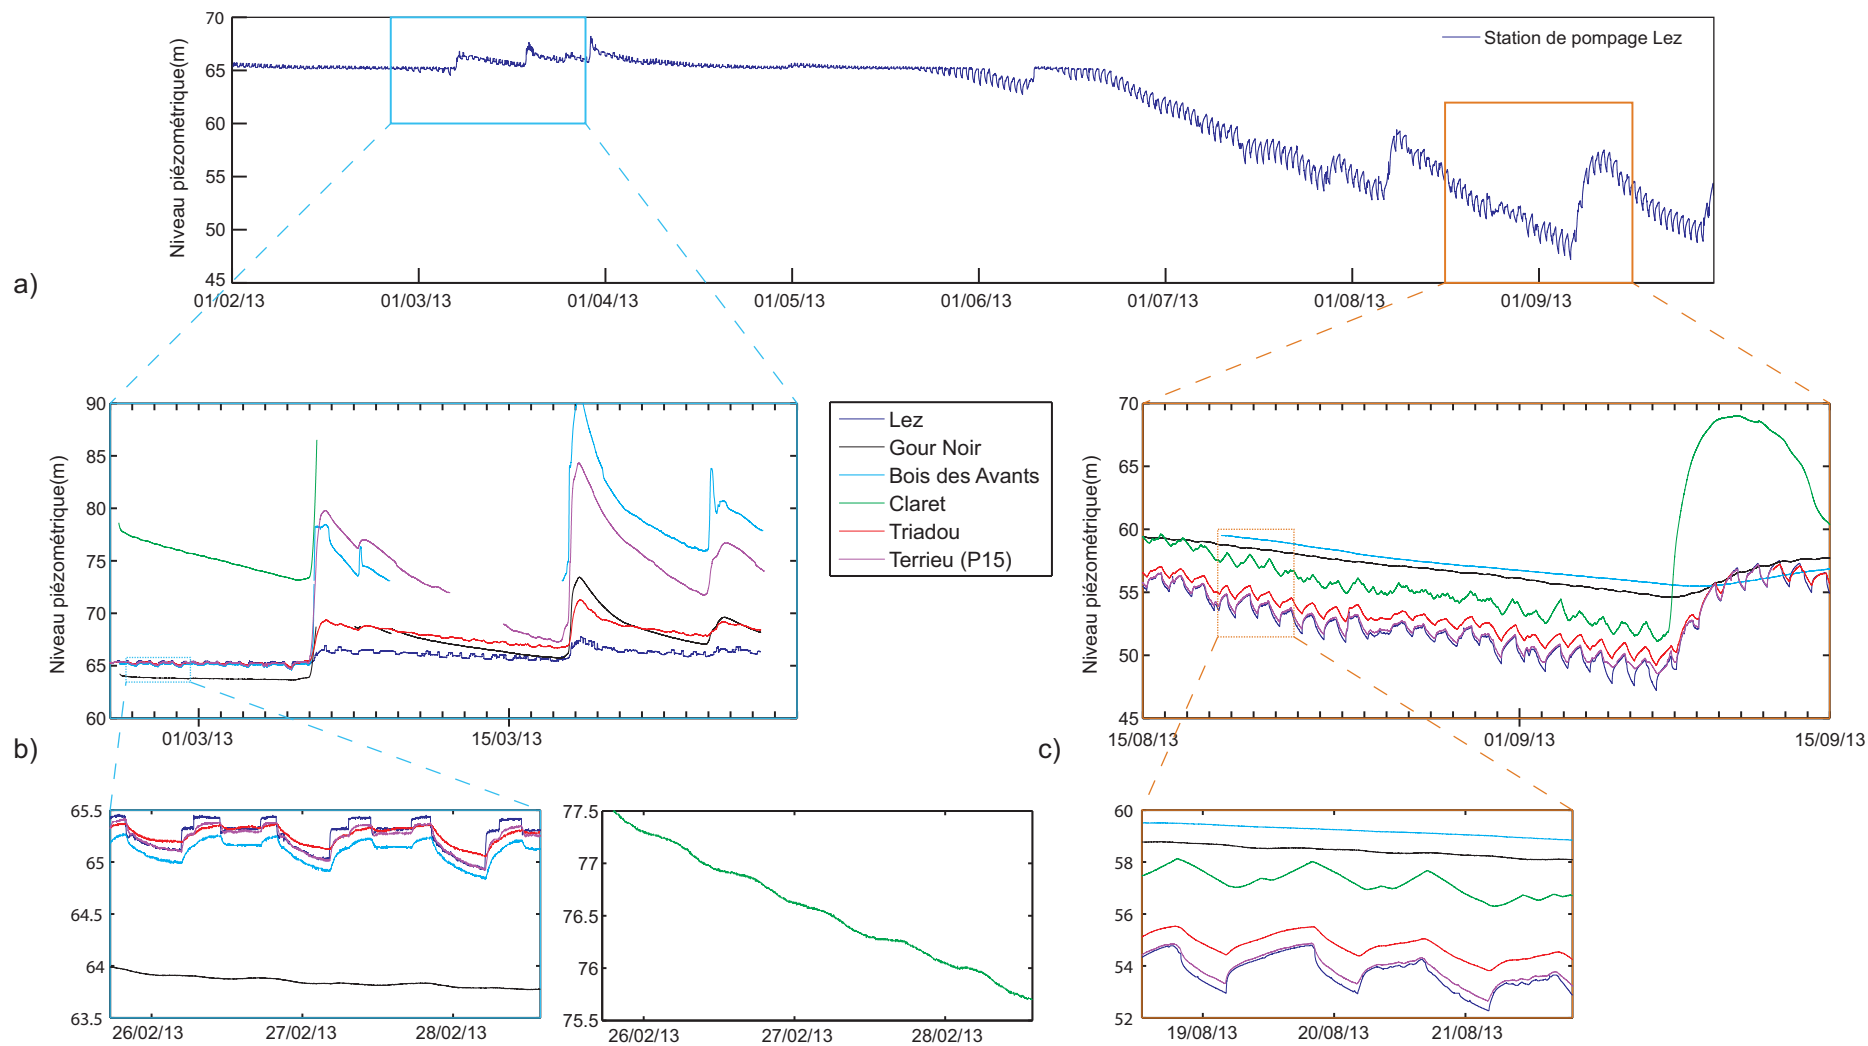 70
65
60
55
50
45
Niveau piézométrique(m)
Station de pompage Lez
a)
01/02/13 01/03/13 01/04/13 01/05/13 01/06/13 01/07/13 01/08/13 01/09/13
90
85
80
75
70
65
60
Niveau piézométrique(m)
01/03/13 15/03/13
Lez
Gour Noir
Bois des Avants
Claret
Triadou
Terrieu (P15)
70
65
60
55
50
45
Niveau piézométrique(m)
15/08/13 01/09/13 15/09/13
b)
65.5
65
64.5
64
63.5
26/02/13 27/02/13 28/02/13
77.5
77
76.5
76
75.5
26/02/13 27/02/13 28/02/13
c)
60
58
56
54
52
19/08/13 20/08/13 21/08/13